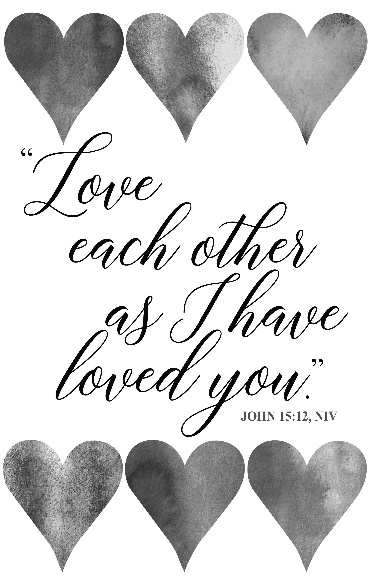 “Love
each other
as I have
loved you.”
JOHN 15:12, NIV